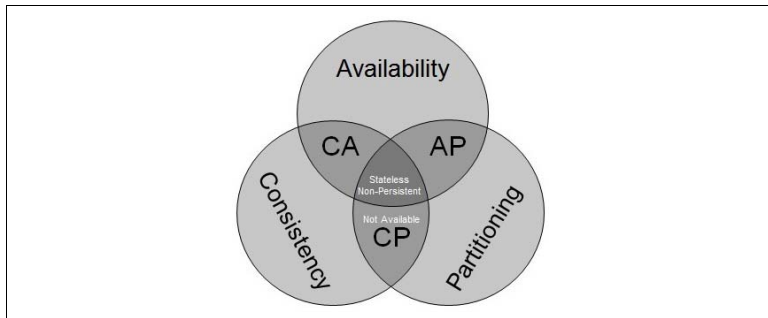 Availability
CA
AP
Stateless
Non-Persistent
Consistency
Not Available
CP
Partitioning